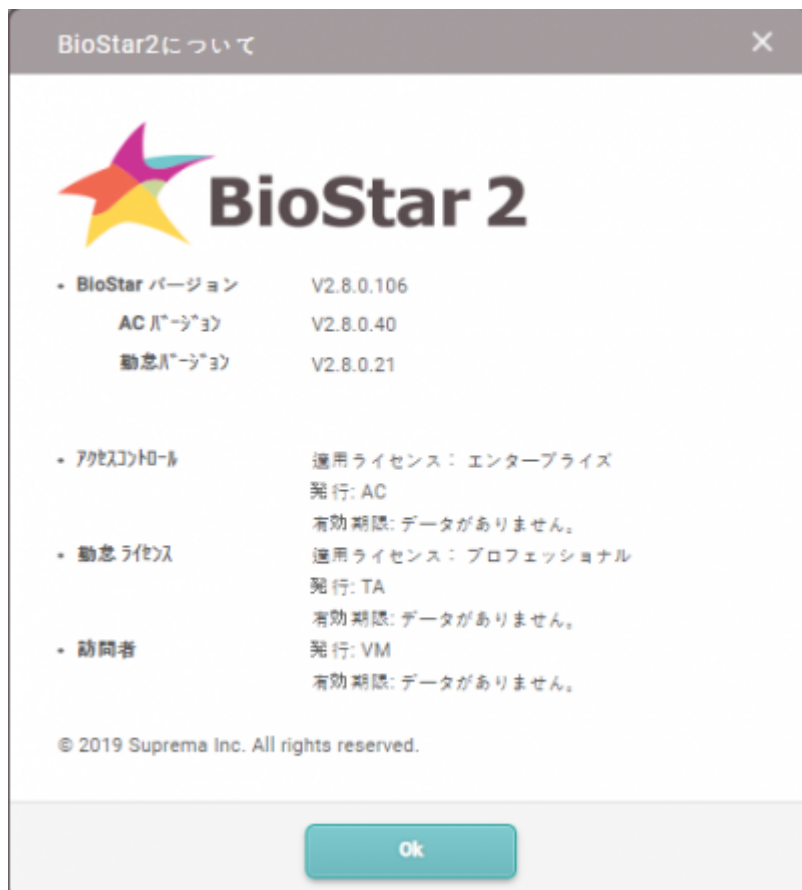 BioStar2について
BioStar 2
• BioStar バージョン V2.8.0.106
AC ﾊﾞｰｼﾞｮﾝ V2.8.0.40
勤怠ﾊﾞｰｼﾞｮﾝ V2.8.0.21
• ｱｸｾｽｺﾝﾄﾛｰﾙ 適用ライセンス： エンタープライズ
発行: AC
有効期限: データがありません。
• 勤怠 ﾗｲｾﾝｽ 適用ライセンス： プロフェッショナル
発行: TA
有効期限: データがありません。
• 訪問者 発行: VM
有効期限: データがありません。
© 2019 Suprema Inc. All rights reserved.
Ok